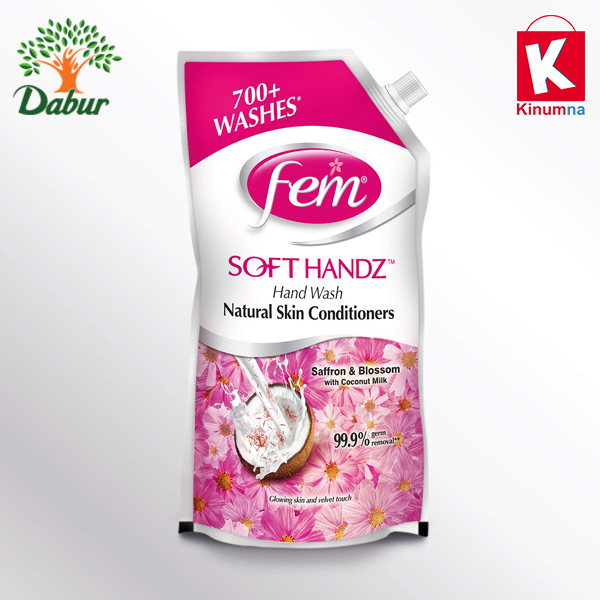 Dabur
K
Kinumna
700+
WASHES*
fem®
SOFT HANDZ™
Hand Wash
Natural Skin Conditioners
Saffron & Blossom
with Coconut Milk
99.9% germ
removal**
Glowing skin and velvet touch